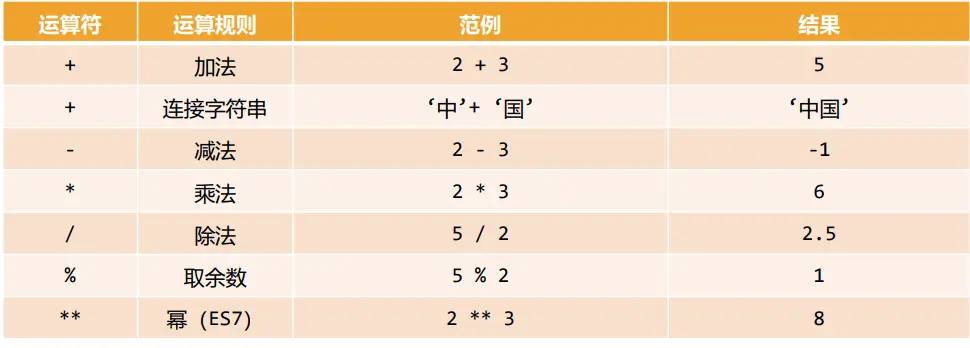 运算符 运算规则 范例 结果
+ 加法 2 + 3 5
+ 连接字符串 ‘中’+ ‘国’ ‘中国’
- 减法 2 - 3 -1
* 乘法 2 * 3 6
/ 除法 5 / 2 2.5
% 取余数 5 % 2 1
** 幂（ES7） 2 ** 3 8